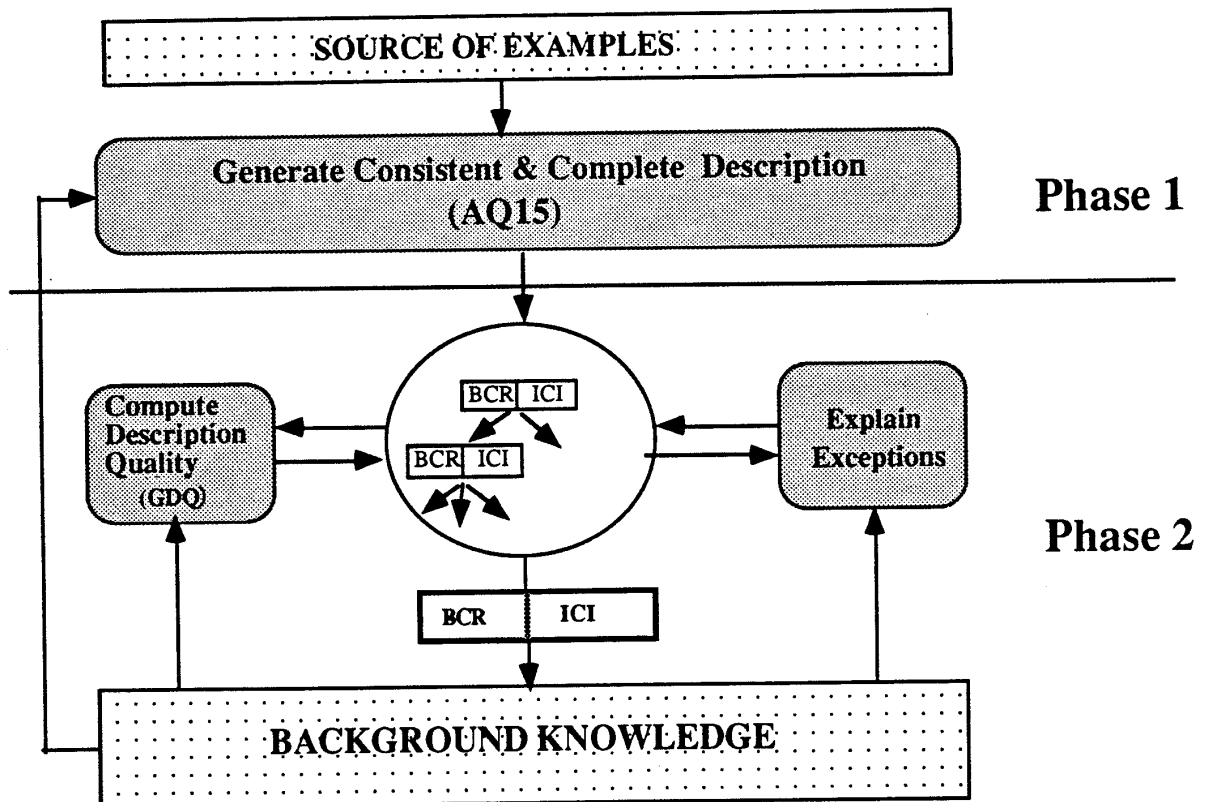 SOURCE OF EXAMPLES
Generate Consistent & Complete Description
(AQ15)
Phase 1
BCR ICI
BCR ICI
Compute
Description
Quality
(GDQ)
Explain
Exceptions
Phase 2
BCR ICI
BACKGROUND KNOWLEDGE